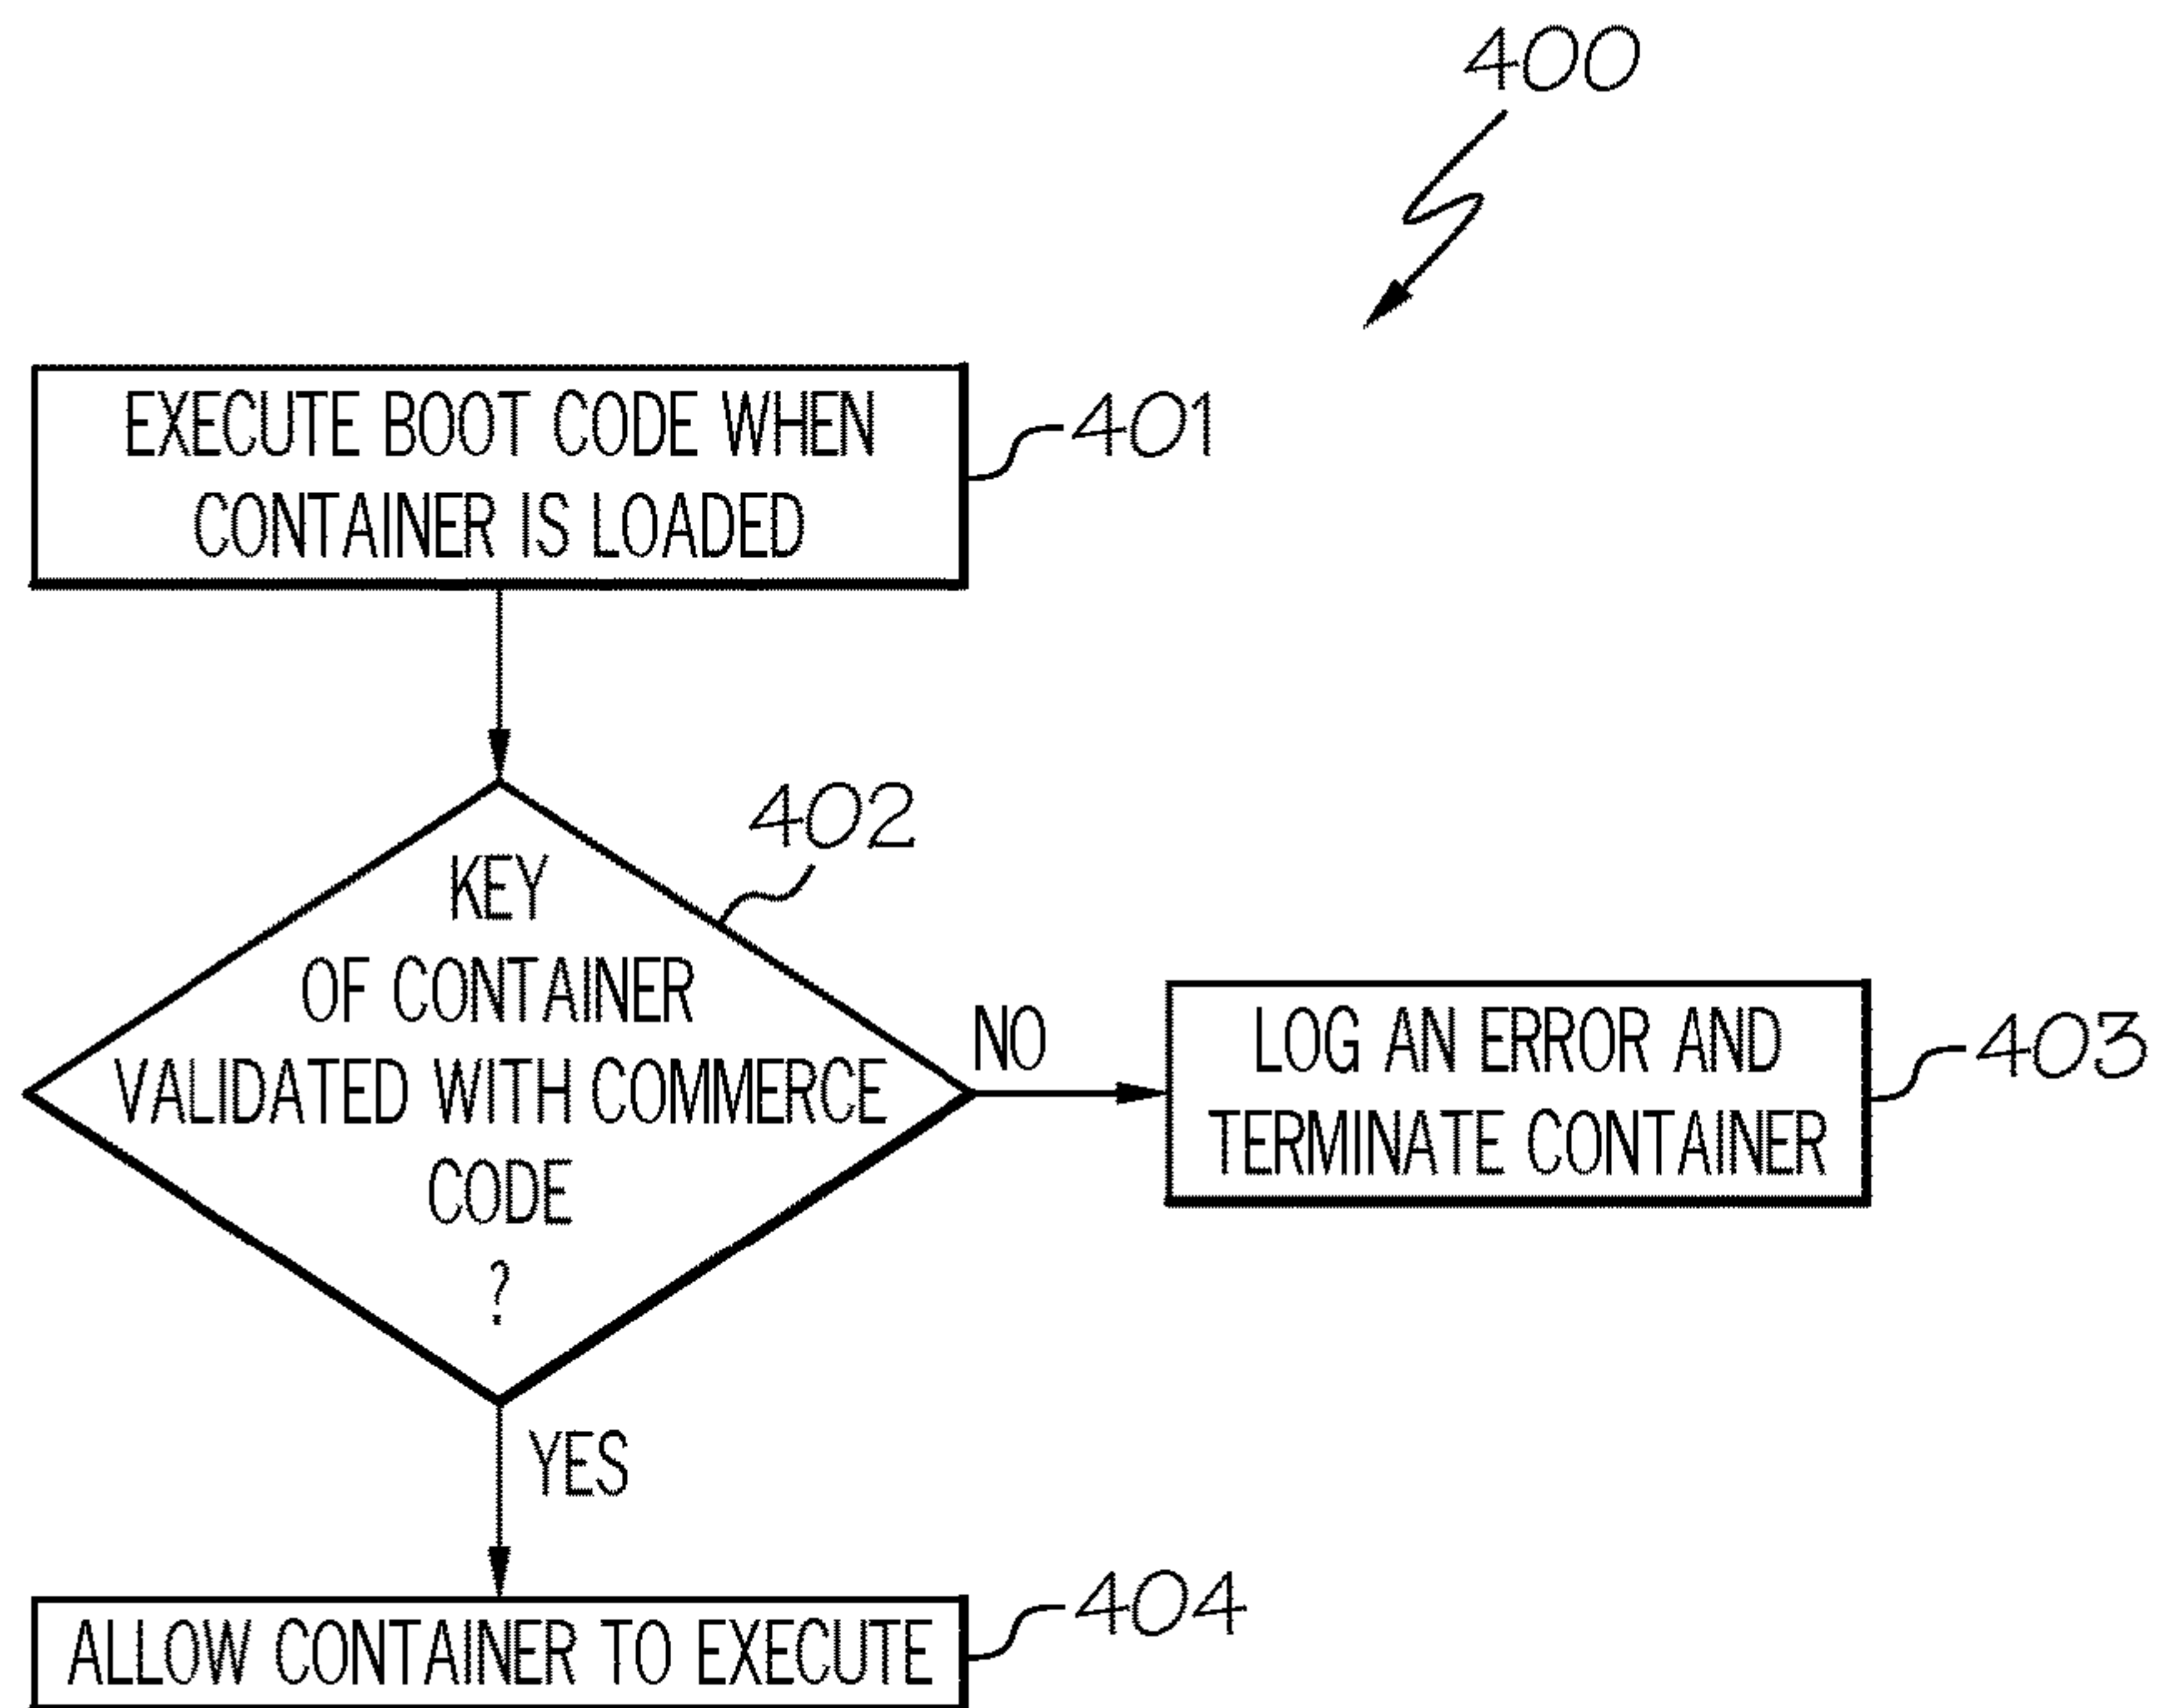 400
EXECUTE BOOT CODE WHEN
CONTAINER IS LOADED
401
402
KEY
OF CONTAINER
VALIDATED WITH COMMERCE
CODE
?
NO
LOG AN ERROR AND
TERMINATE CONTAINER
403
YES
ALLOW CONTAINER TO EXECUTE
404